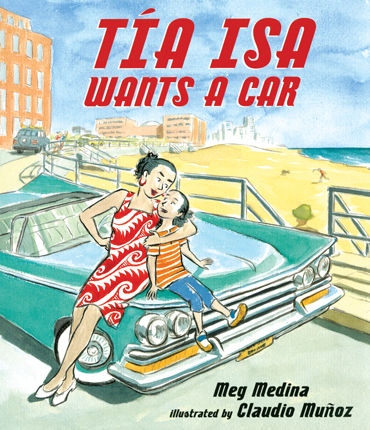 TÍA ISA
WANTS A CAR
Meg Medina
illustrated by Claudio Muñoz